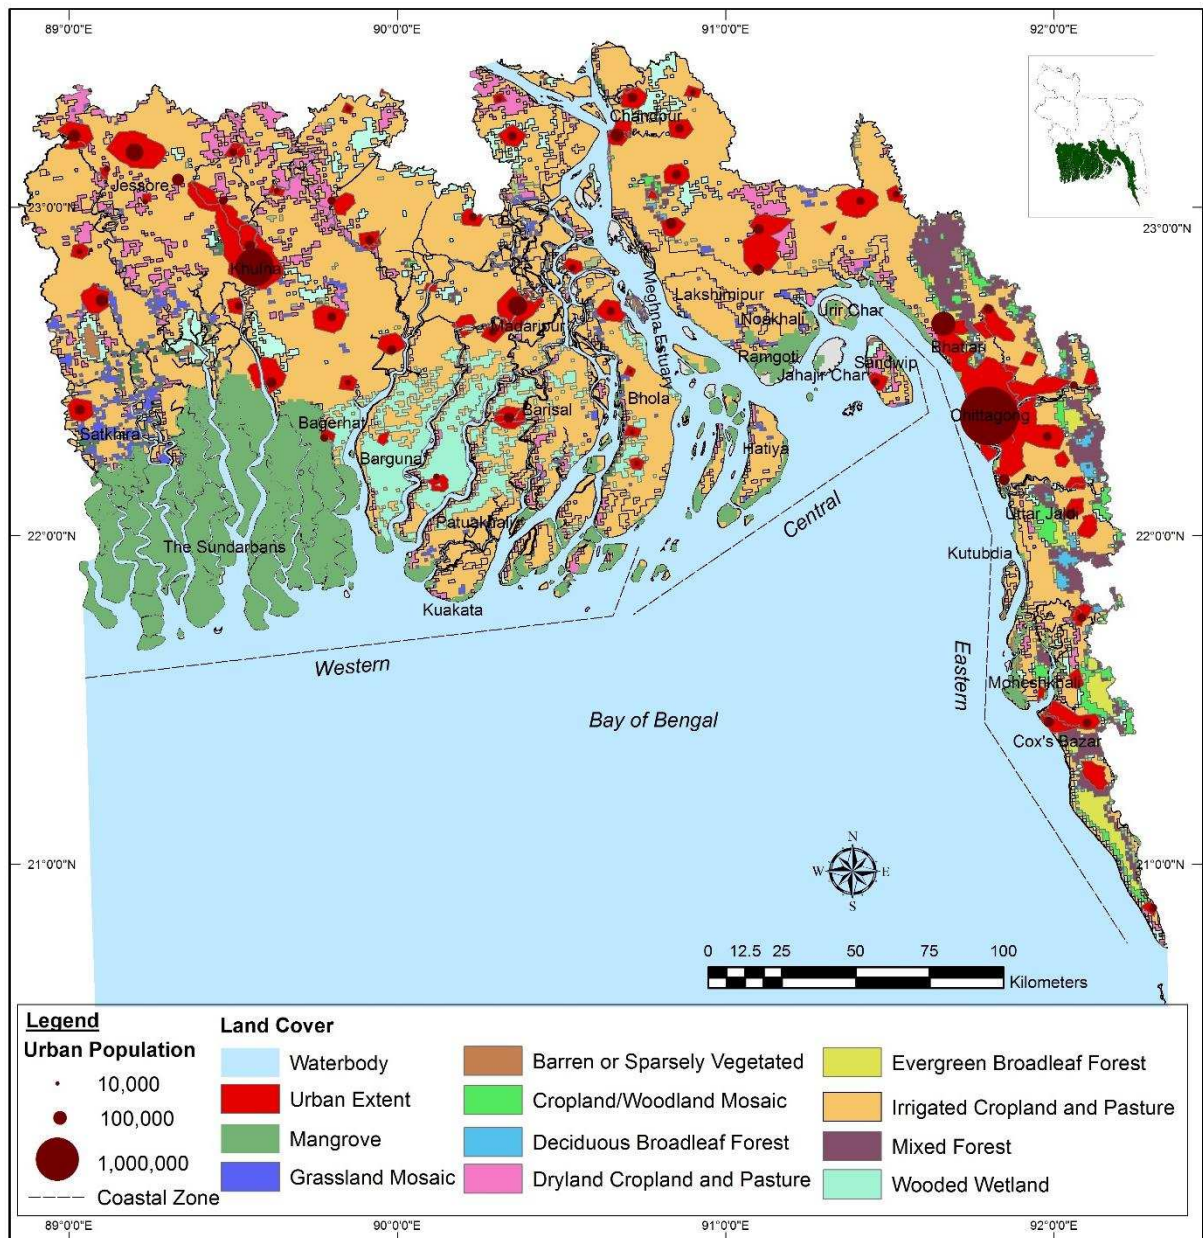 89°0'0"E
90°0'0"E
91°0'0"E
92°0'0"E
Chandpur
Jessore
23°0'0"N
23°0'0"N
Khulna
Meghna Estuary
Lakshimipur
Urir Char
Noakhali
Madaripur
Bhatiari
Ramgoti
Sandwip
Jahajir Char
Bhola
Barisal
Chittagong
Bagerhat
Satkhira
Hatiya
Barguna
Central
Patuakhali
Uttar Jaldi
22°0'0"N
The Sundarbans
22°0'0"N
Kutubdia
Kuakata
Western
Eastern
Moheshkhali
Bay of Bengal
Cox's Bazar
21°0'0"N
N
W E
S
21°0'0"N
0 12.5 25 50 75 100
Kilometers
Legend
Urban Population
10,000
100,000
1,000,000
Coastal Zone
Land Cover
Waterbody
Urban Extent
Mangrove
Grassland Mosaic
Barren or Sparsely Vegetated
Cropland/Woodland Mosaic
Deciduous Broadleaf Forest
Dryland Cropland and Pasture
Evergreen Broadleaf Forest
Irrigated Cropland and Pasture
Mixed Forest
Wooded Wetland
89°0'0"E
90°0'0"E
91°0'0"E
92°0'0"E